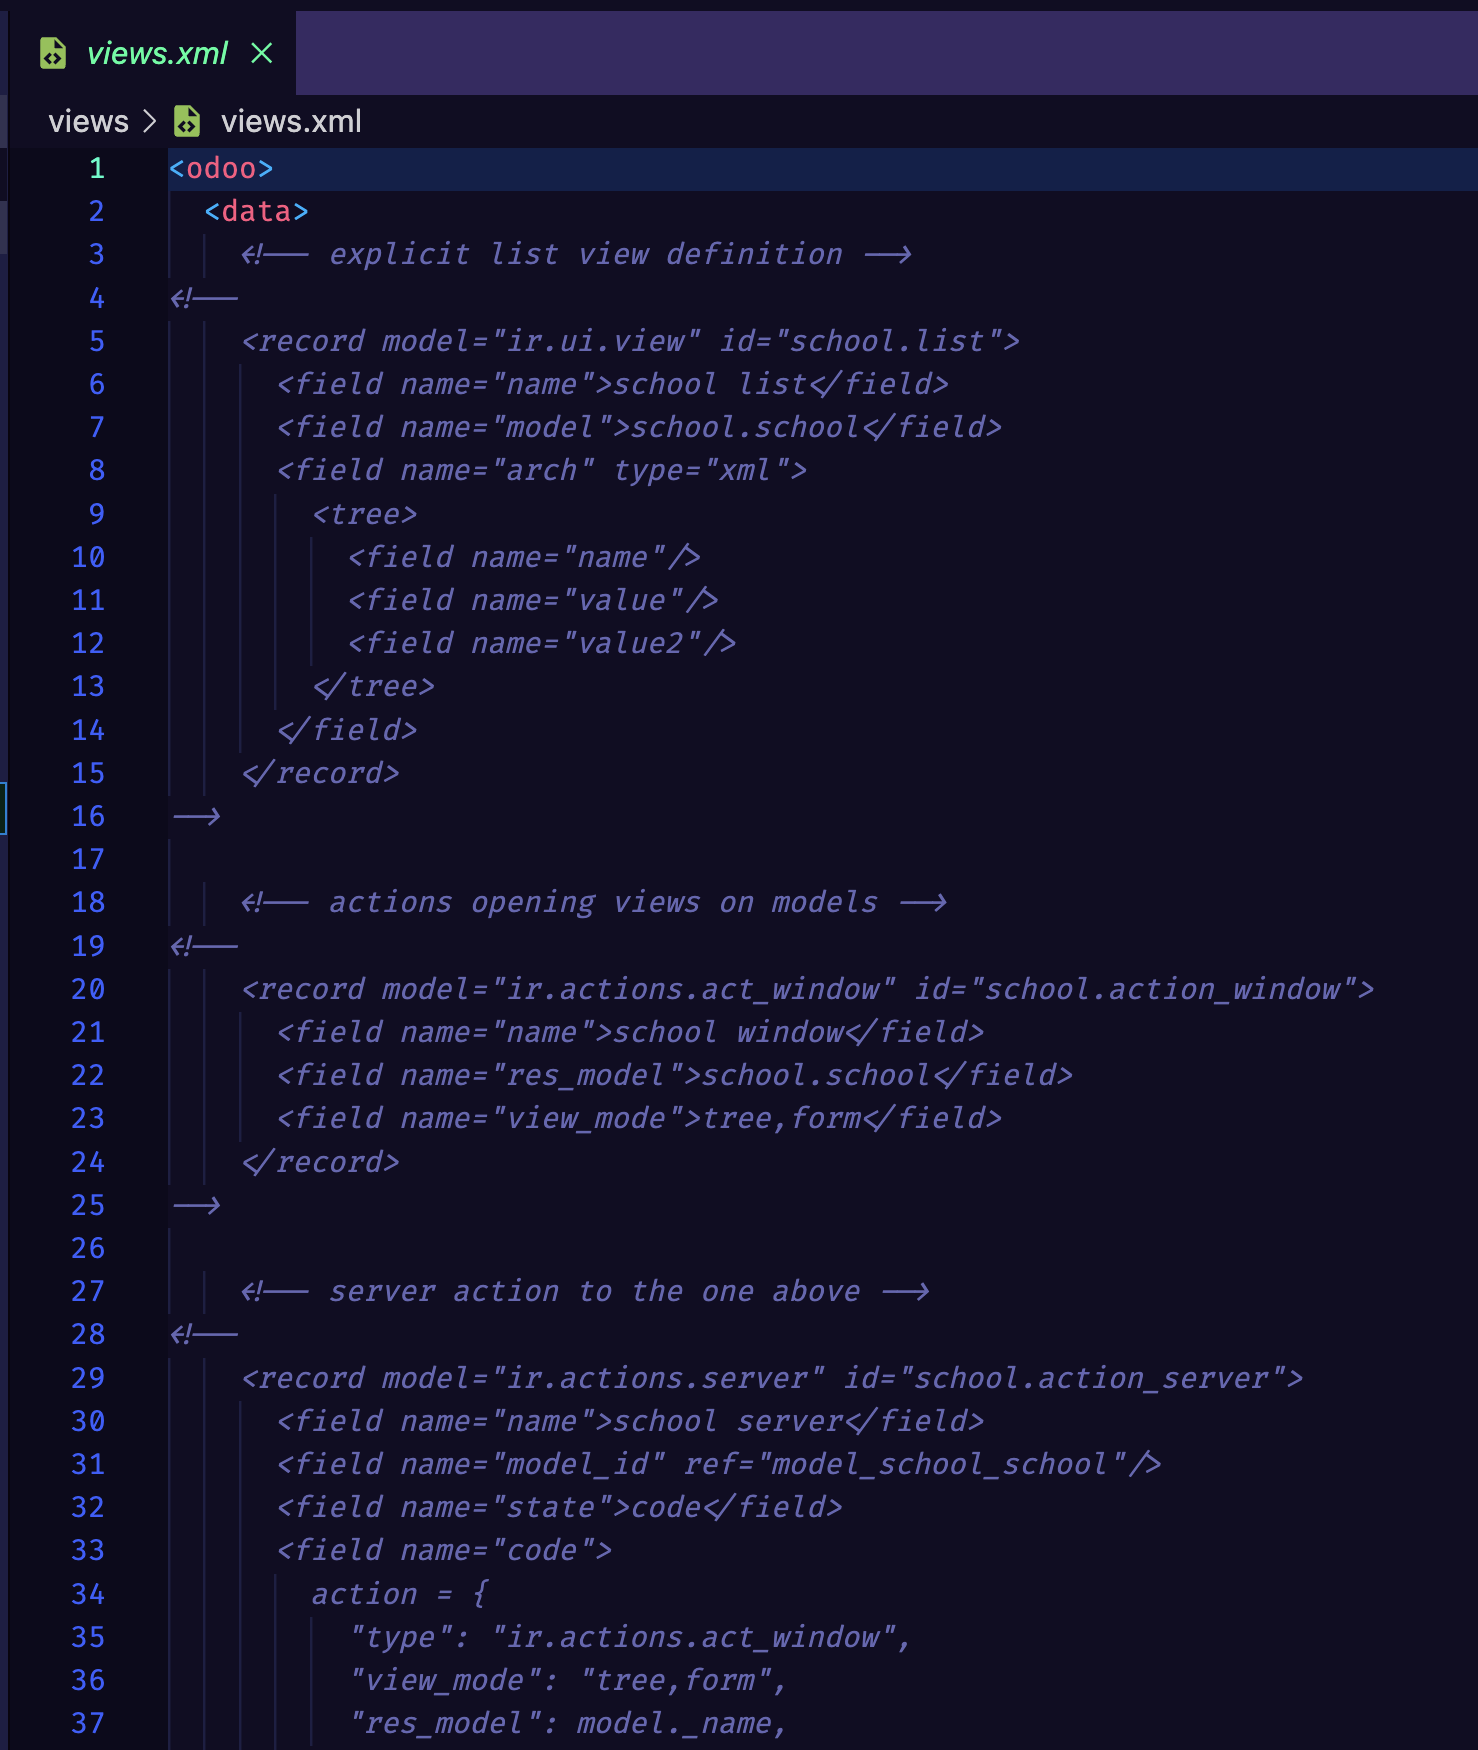 views.xml
views > views.xml
1 <odoo>
2   <data>
3     <!-- explicit list view definition -->
4 <!--
5     <record model="ir.ui.view" id="school.list">
6       <field name="name">school list</field>
7       <field name="model">school.school</field>
8       <field name="arch" type="xml">
9         <tree>
10           <field name="name"/>
11           <field name="value"/>
12           <field name="value2"/>
13         </tree>
14       </field>
15     </record>
16 -->
17
18     <!-- actions opening views on models -->
19 <!--
20     <record model="ir.actions.act_window" id="school.action_window">
21       <field name="name">school window</field>
22       <field name="res_model">school.school</field>
23       <field name="view_mode">tree,form</field>
24     </record>
25 -->
26
27     <!-- server action to the one above -->
28 <!--
29     <record model="ir.actions.server" id="school.action_server">
30       <field name="name">school server</field>
31       <field name="model_id" ref="model_school_school"/>
32       <field name="state">code</field>
33       <field name="code">
34         action = {
35           "type": "ir.actions.act_window",
36           "view_mode": "tree,form",
37           "res_model": model._name,